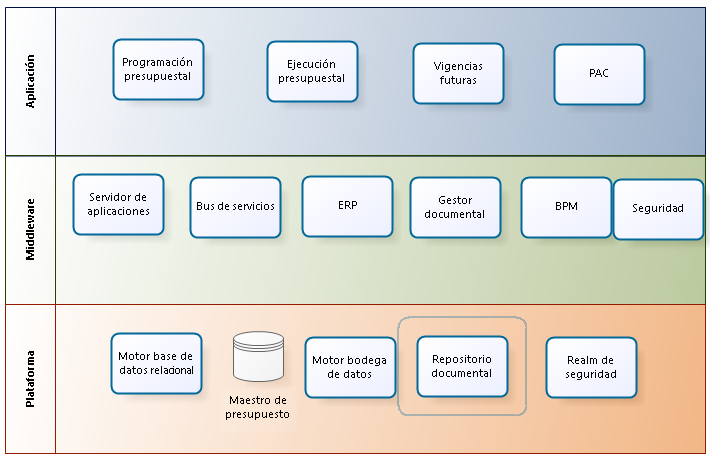 Aplicación
Programación
presupuestal
Ejecución
presupuestal
Vigencias
futuras
PAC
Middleware
Servidor de
aplicaciones
Bus de servicios
ERP
Gestor
documental
BPM
Seguridad
Plataforma
Motor base de
datos relacional
Maestro de
presupuesto
Motor bodega
de datos
Repositorio
documental
Realm de
seguridad